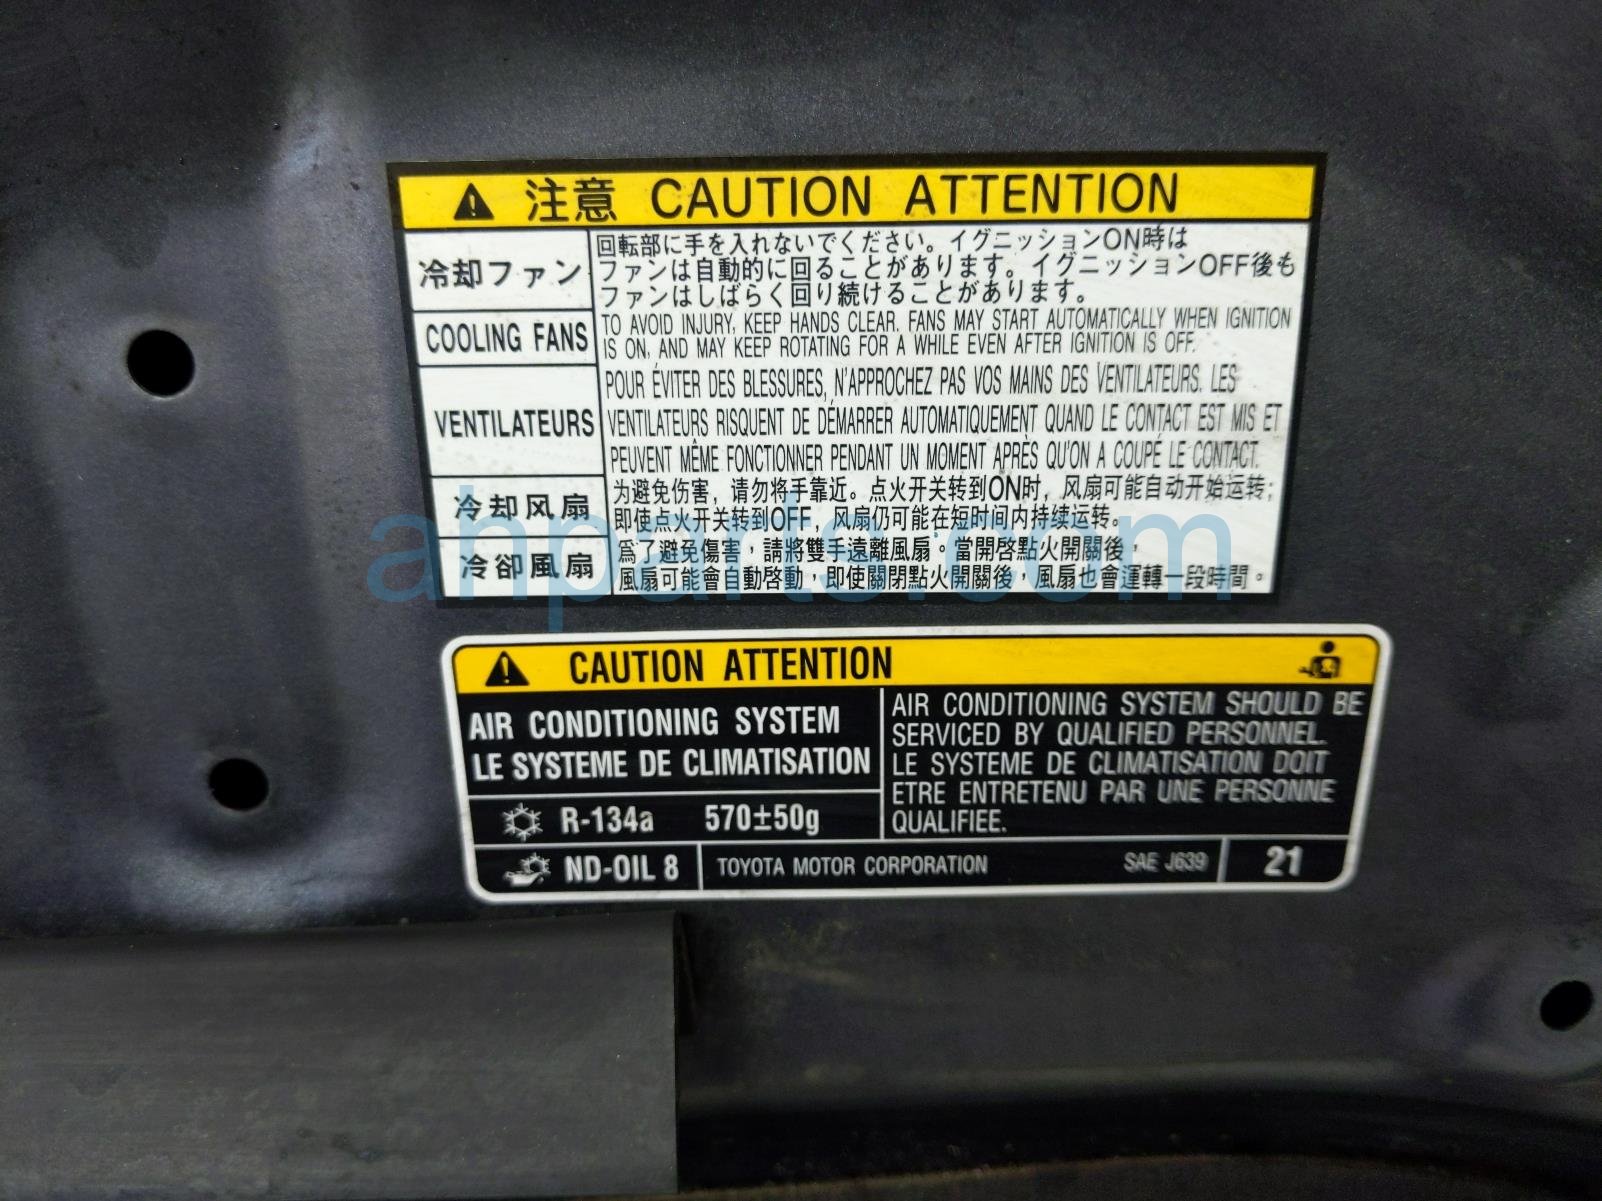 注意 CAUTION ATTENTION
冷却ファン
回転部に手を入れないでください。イグニッションON時は
ファンは自動的に回ることがあります。イグニッションOFF後も
ファンはしばらく回り続けることがあります。
COOLING FANS
TO AVOID INJURY, KEEP HANDS CLEAR. FANS MAY START AUTOMATICALLY WHEN IGNITION
IS ON, AND MAY KEEP ROTATING FOR A WHILE EVEN AFTER IGNITION IS OFF.
VENTILATEURS
POUR ÉVITER DES BLESSURES, N'APPROCHEZ PAS VOS MAINS DES VENTILATEURS. LES
VENTILATEURS RISQUENT DE DÉMARRER AUTOMATIQUEMENT QUAND LE CONTACT EST MIS ET
PEUVENT MÊME FONCTIONNER PENDANT UN MOMENT APRÈS QU'ON A COUPÉ LE CONTACT.
冷却风扇
为避免伤害，请勿将手靠近。点火开关转到ON时，风扇可能自动开始运转；
即使点火开关转到OFF，风扇仍可能在短时间内持续运转。
冷卻風扇
爲了避免傷害，請將雙手遠離風扇。當開啓點火開關後，
風扇可能會自動啓動，即使關閉點火開關後，風扇也會運轉一段時間。
ahparts.com
CAUTION ATTENTION
AIR CONDITIONING SYSTEM
LE SYSTEME DE CLIMATISATION
AIR CONDITIONING SYSTEM SHOULD BE
SERVICED BY QUALIFIED PERSONNEL.
LE SYSTEME DE CLIMATISATION DOIT
ETRE ENTRETENU PAR UNE PERSONNE
QUALIFIEE.
R-134a 570±50g
ND-OIL 8 TOYOTA MOTOR CORPORATION SAE J639 21